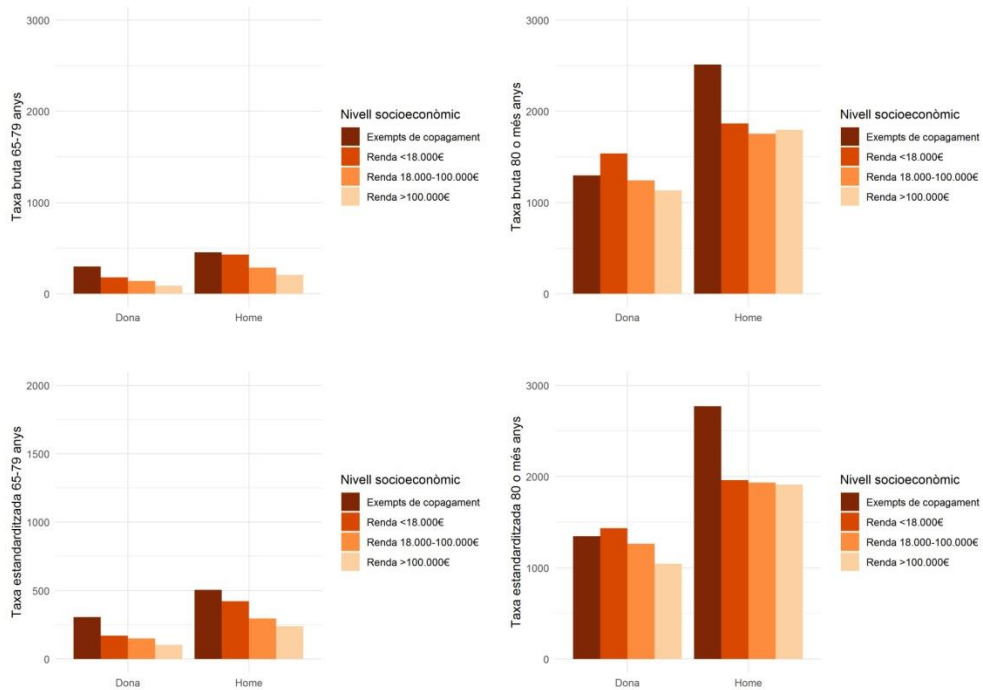 Taxa bruta 65-79 anys
3000
2000
1000
0
Dona
Home
Nivell socioeconòmic
Exempts de copagament
Renda <18.000€
Renda 18.000-100.000€
Renda >100.000€
Taxa bruta 80 o més anys
3000
2000
1000
0
Dona
Home
Nivell socioeconòmic
Exempts de copagament
Renda <18.000€
Renda 18.000-100.000€
Renda >100.000€
Taxa estandarditzada 65-79 anys
2000
1500
1000
500
0
Dona
Home
Nivell socioeconòmic
Exempts de copagament
Renda <18.000€
Renda 18.000-100.000€
Renda >100.000€
Taxa estandarditzada 80 o més anys
3000
2000
1000
0
Dona
Home
Nivell socioeconòmic
Exempts de copagament
Renda <18.000€
Renda 18.000-100.000€
Renda >100.000€